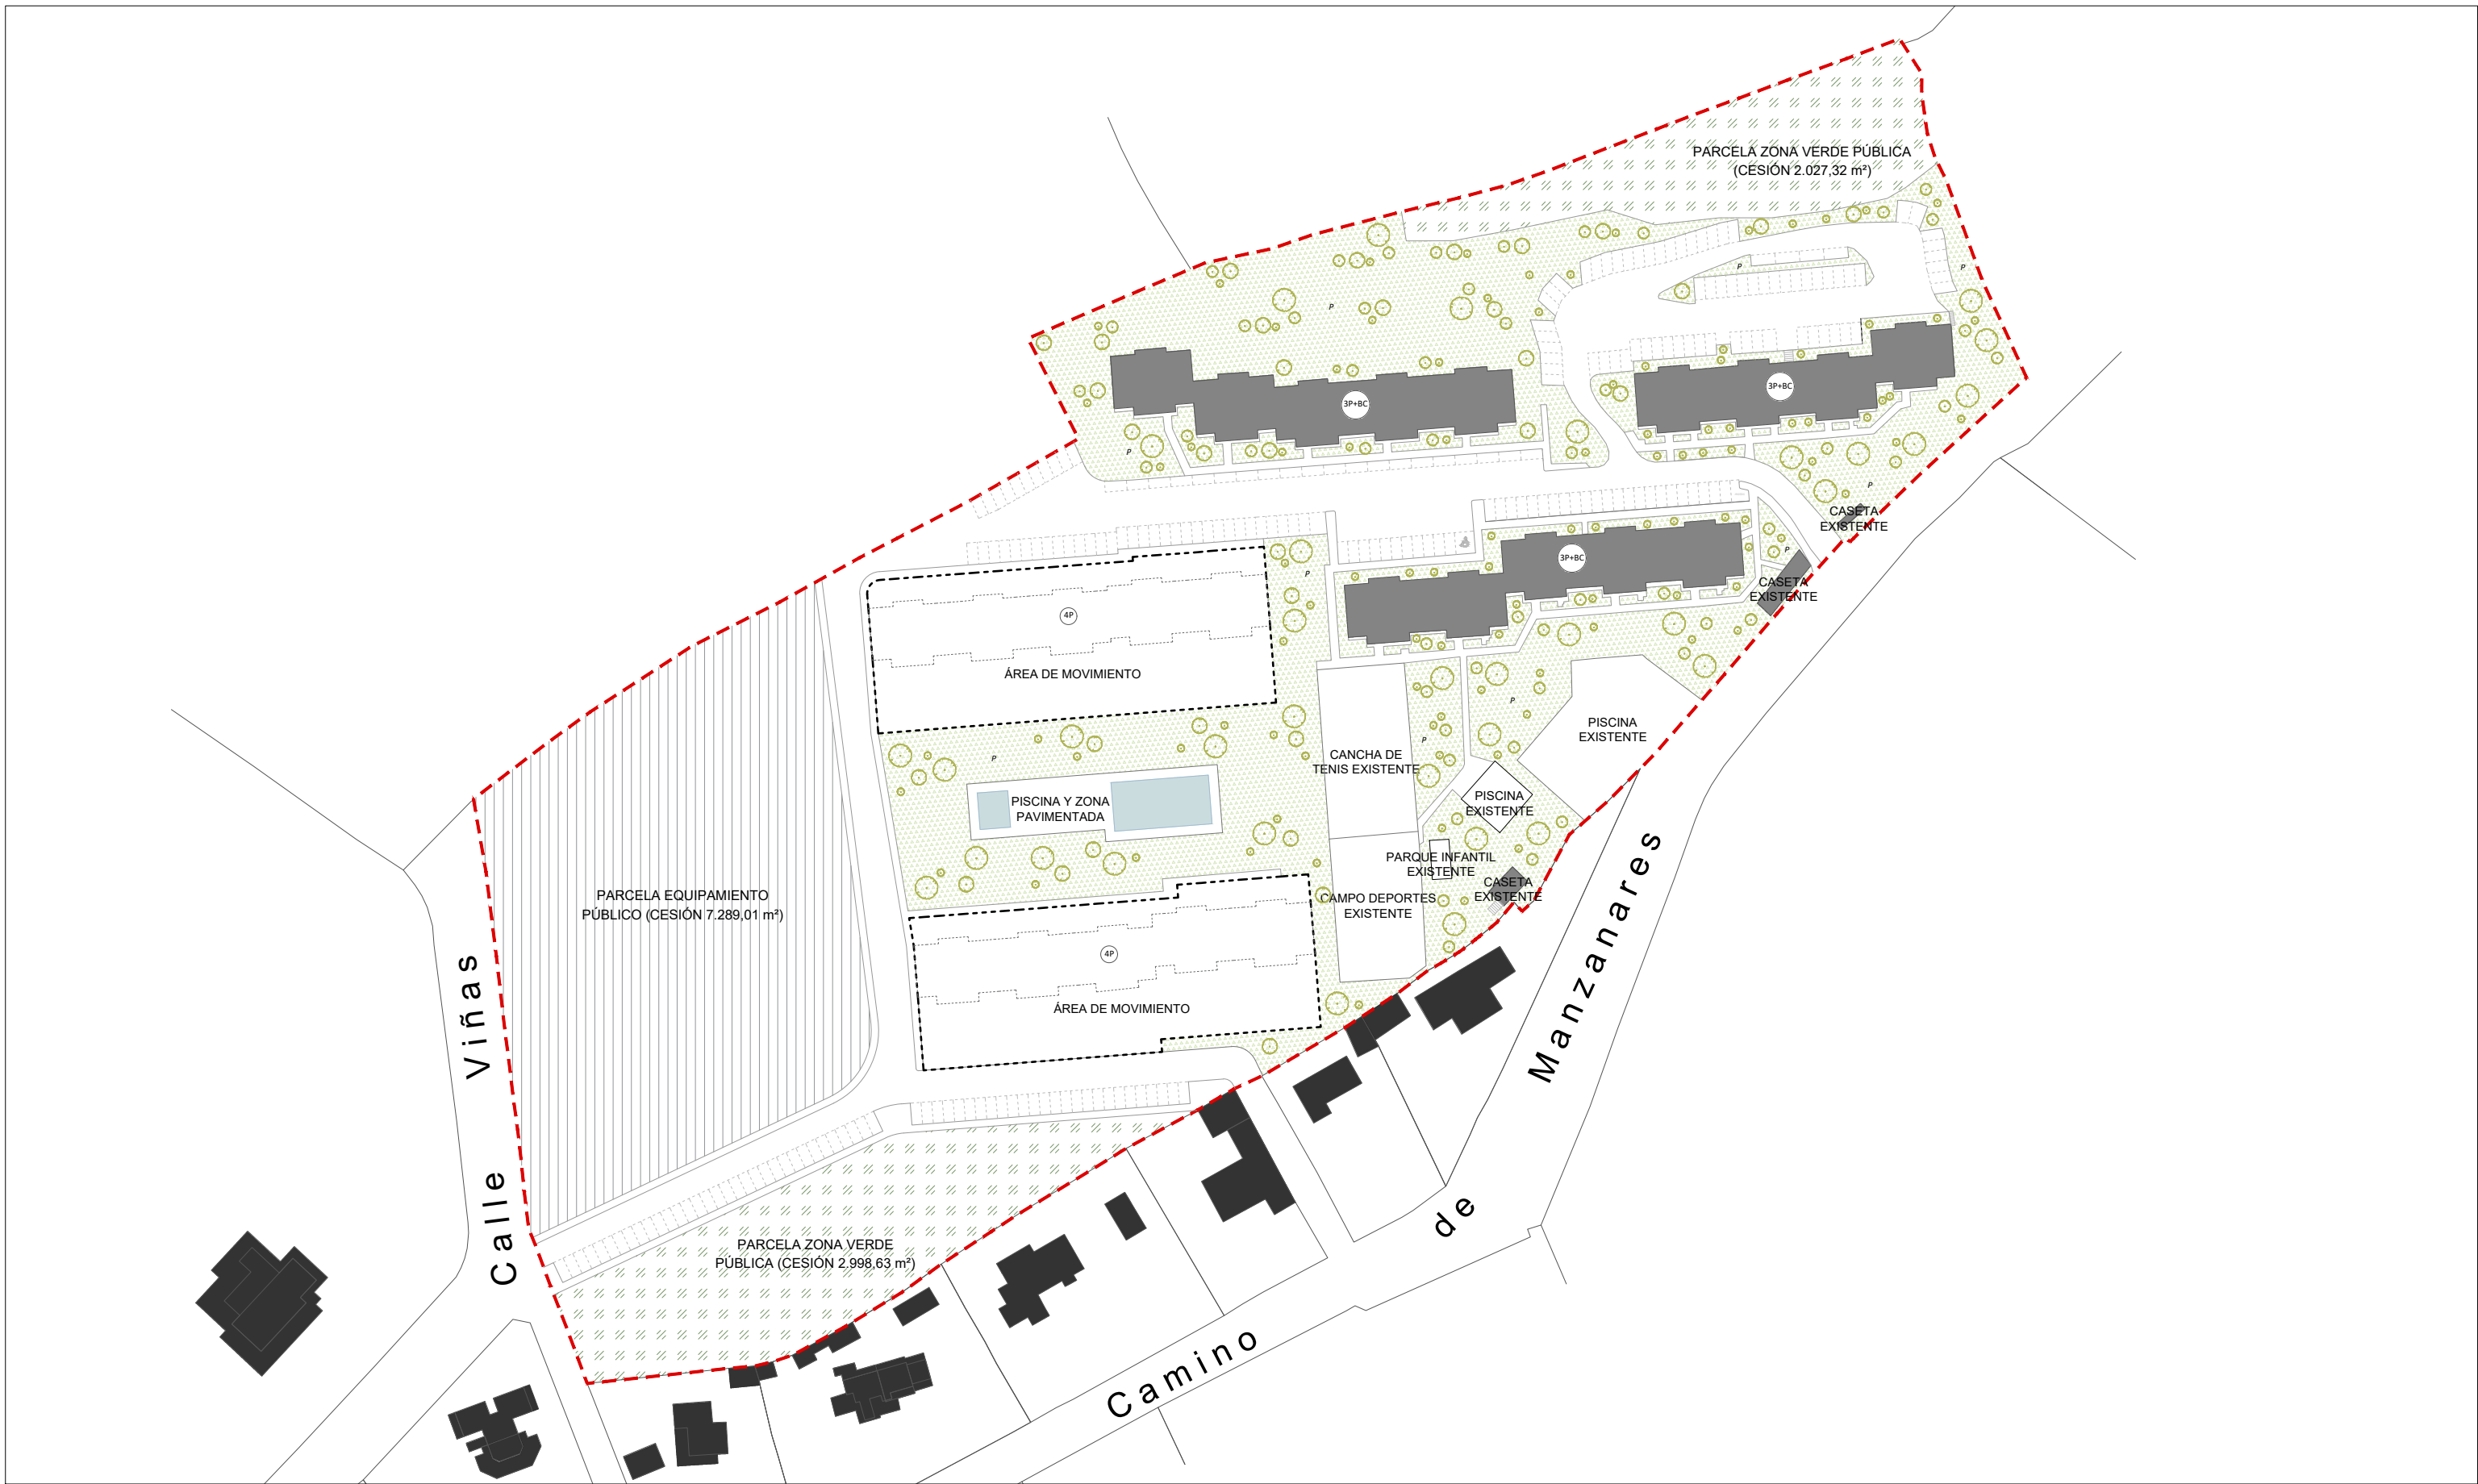 PARCELA ZONA VERDE PÚBLICA
(CESIÓN 2.027,32 m²)
P
P
P
3P+BC
3P+BC
P
P
CASETA
EXISTENTE
3P+BC
P
P
CASETA
EXISTENTE
4P
ÁREA DE MOVIMIENTO
P
PISCINA
EXISTENTE
P
P
CANCHA DE
TENIS EXISTENTE
PISCINA Y ZONA
PAVIMENTADA
PISCINA
EXISTENTE
PARQUE INFANTIL
EXISTENTE
CASETA
EXISTENTE
CAMPO DEPORTES
EXISTENTE
PARCELA EQUIPAMIENTO
PÚBLICO (CESIÓN 7.289,01 m²)
4P
ÁREA DE MOVIMIENTO
PARCELA ZONA VERDE
PÚBLICA (CESIÓN 2.998,63 m²)
Calle Viñas
Camino de Manzanares